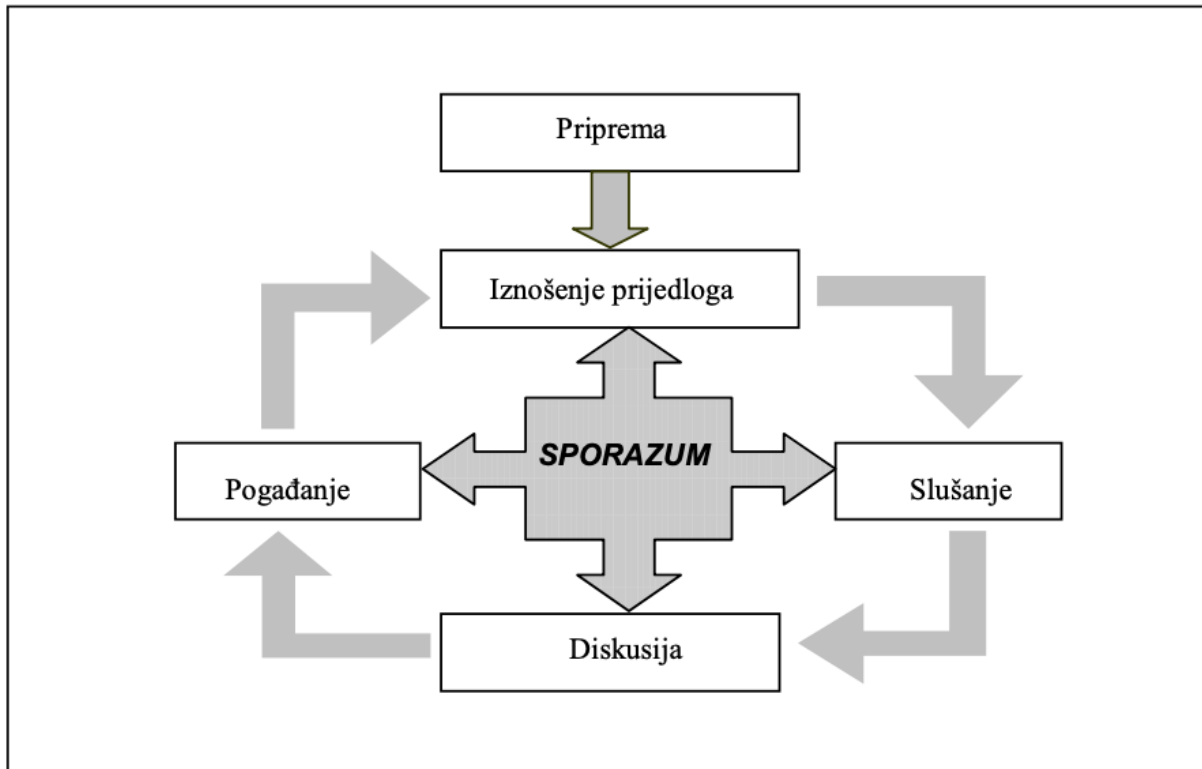 Priprema
Iznošenje prijedloga
SPORAZUM
Pogađanje
Slušanje
Diskusija